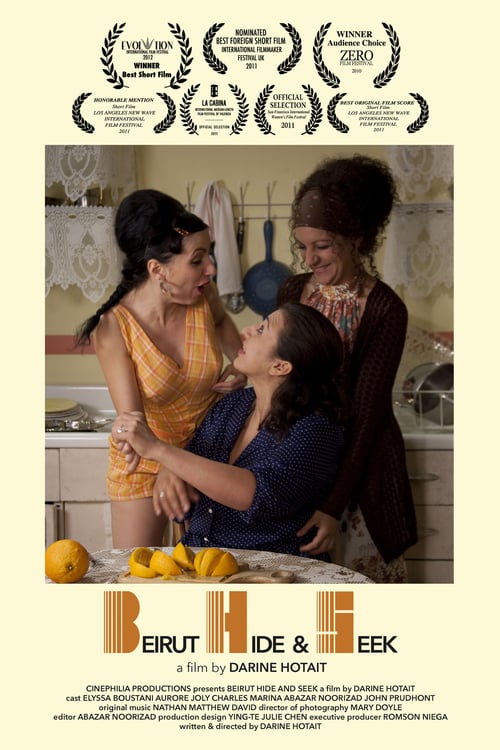 EVOLUTION
INTERNATIONAL FILM FESTIVAL
2012
WINNER
Best Short Film
NOMINATED
BEST FOREIGN SHORT FILM
INTERNATIONAL FILMMAKER
FESTIVAL UK
2011
WINNER
Audience Choice
ZERO
FILM FESTIVAL
2010
HONORABLE MENTION
Short Film
LOS ANGELES NEW WAVE
INTERNATIONAL
FILM FESTIVAL
2011
LA CABINA
INTERNATIONAL MEDIUM-LENGTH
FILM FESTIVAL OF VALENCIA
OFFICIAL SELECTION
2011
OFFICIAL
SELECTION
San Francisco International
Women's Film Festival
2011
BEST ORIGINAL FILM SCORE
Short Film
LOS ANGELES NEW WAVE
INTERNATIONAL
FILM FESTIVAL
2011
BEIRUT HIDE & SEEK
a film by DARINE HOTAIT
CINEPHILIA PRODUCTIONS presents BEIRUT HIDE AND SEEK a film by DARINE HOTAIT
cast ELYSSA BOUSTANI AURORE JOLY CHARLES MARINA ABAZAR NOORIZAD JOHN PRUDHONT
original music NATHAN MATTHEW DAVID director of photography MARY DOYLE
editor ABAZAR NOORIZAD production design YING-TE JULIE CHEN executive producer ROMSON NIEGA
written & directed by DARINE HOTAIT